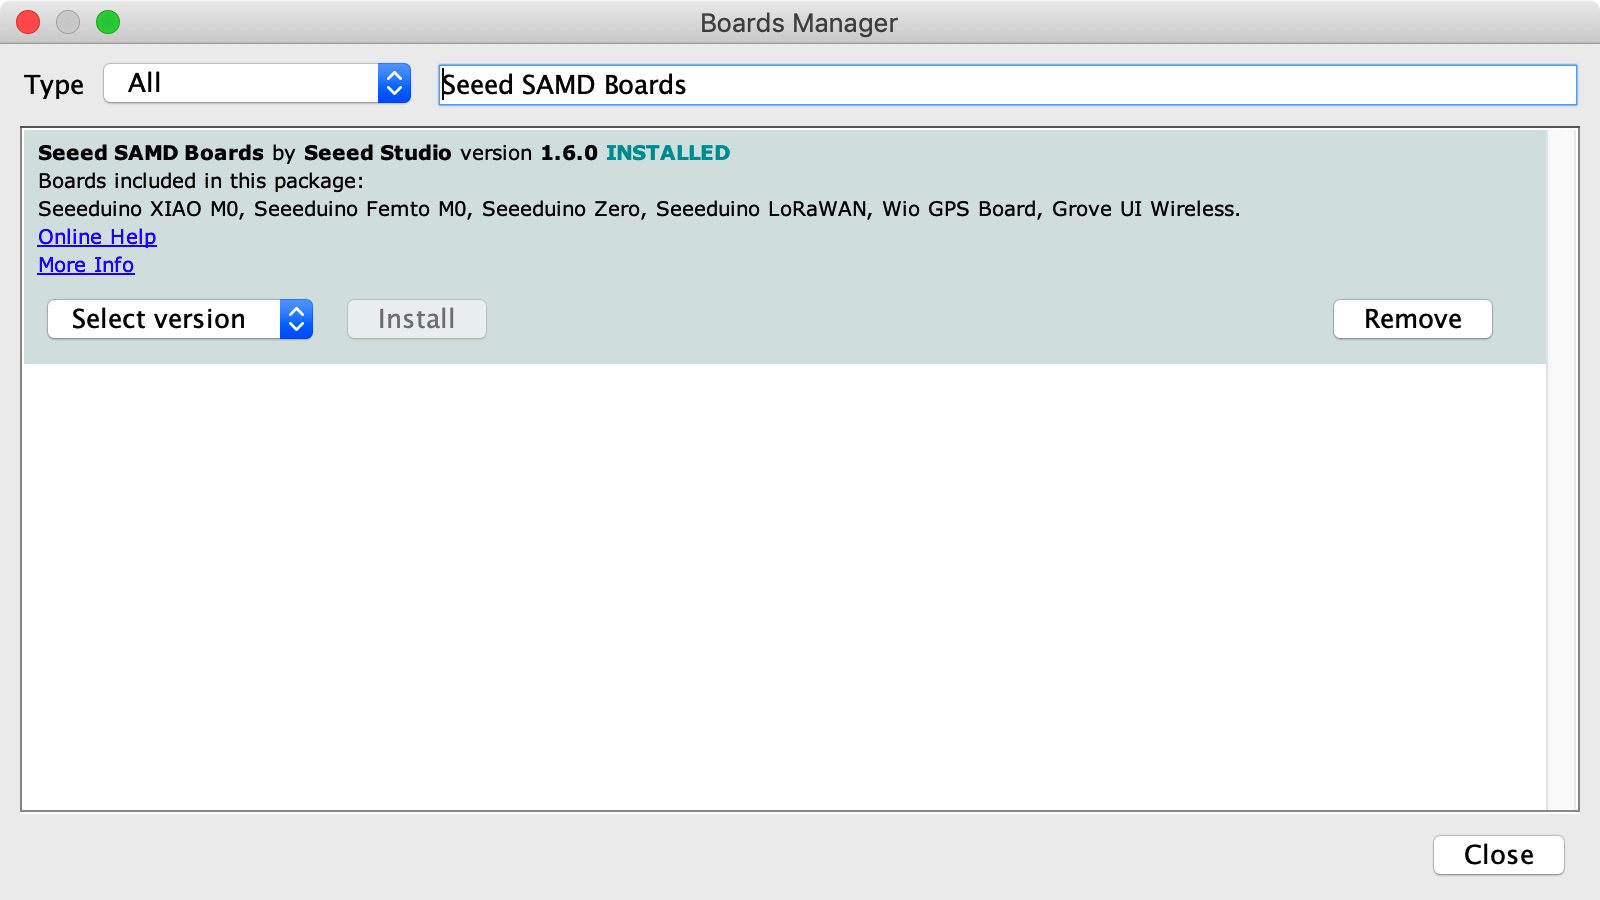 Boards Manager
Type All Seeed SAMD Boards
Seeed SAMD Boards by Seeed Studio version 1.6.0 INSTALLED
Boards included in this package:
Seeeduino XIAO M0, Seeeduino Femto M0, Seeeduino Zero, Seeeduino LoRaWAN, Wio GPS Board, Grove UI Wireless.
Online Help
More Info
Select version Install Remove
Close